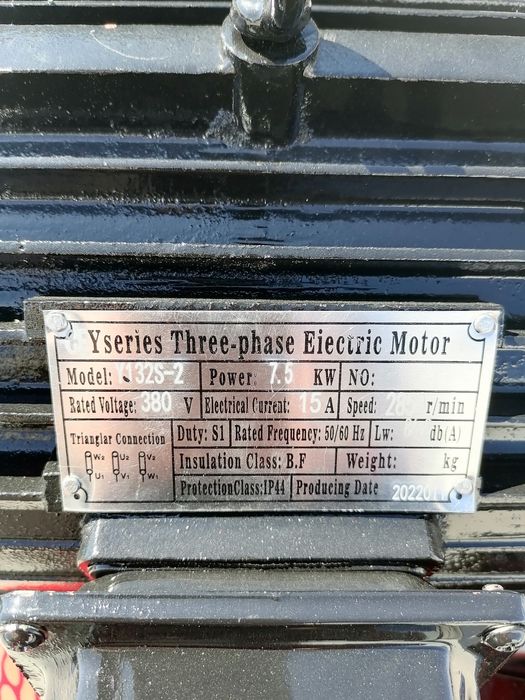 Yseries Three-phase Eiectric Motor
Model: Y132S-2 Power 7.5 KW NO:
Rated Voltage: 380 V Electrical Current: 15 A Speed: r/min
Trianglar Connection Duty: S1 Rated Frequency: 50/60 Hz Lw: db(A)
W2 U2 V2 Insulation Class: B.F Weight: kg
U1 V1 W1 ProtectionClass:IP44 Producing Date